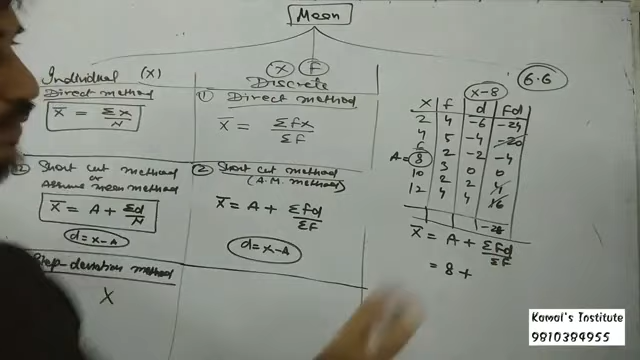 Mean
Individual (X)
Direct method
X̄ = Σx/N
Short cut method
or
Assume mean method
X̄ = A + Σd/N
d = x-A
Step-deviation method
X
X F
Discrete
① Direct method
X̄ = Σfx/ΣF
② Short cut method
(A.M. method)
X̄ = A + Σfd/ΣF
d = x-A
6.6
x-8
X F d Fd
2 4 -6 -24
4 5 -4 -20
6 2 -2 -4
A= 8 3 0 0
10 2 2 4
12 4 4 16
X̄ = A + Σfd/ΣF
= 8 +
Kamal's Institute
9810384955